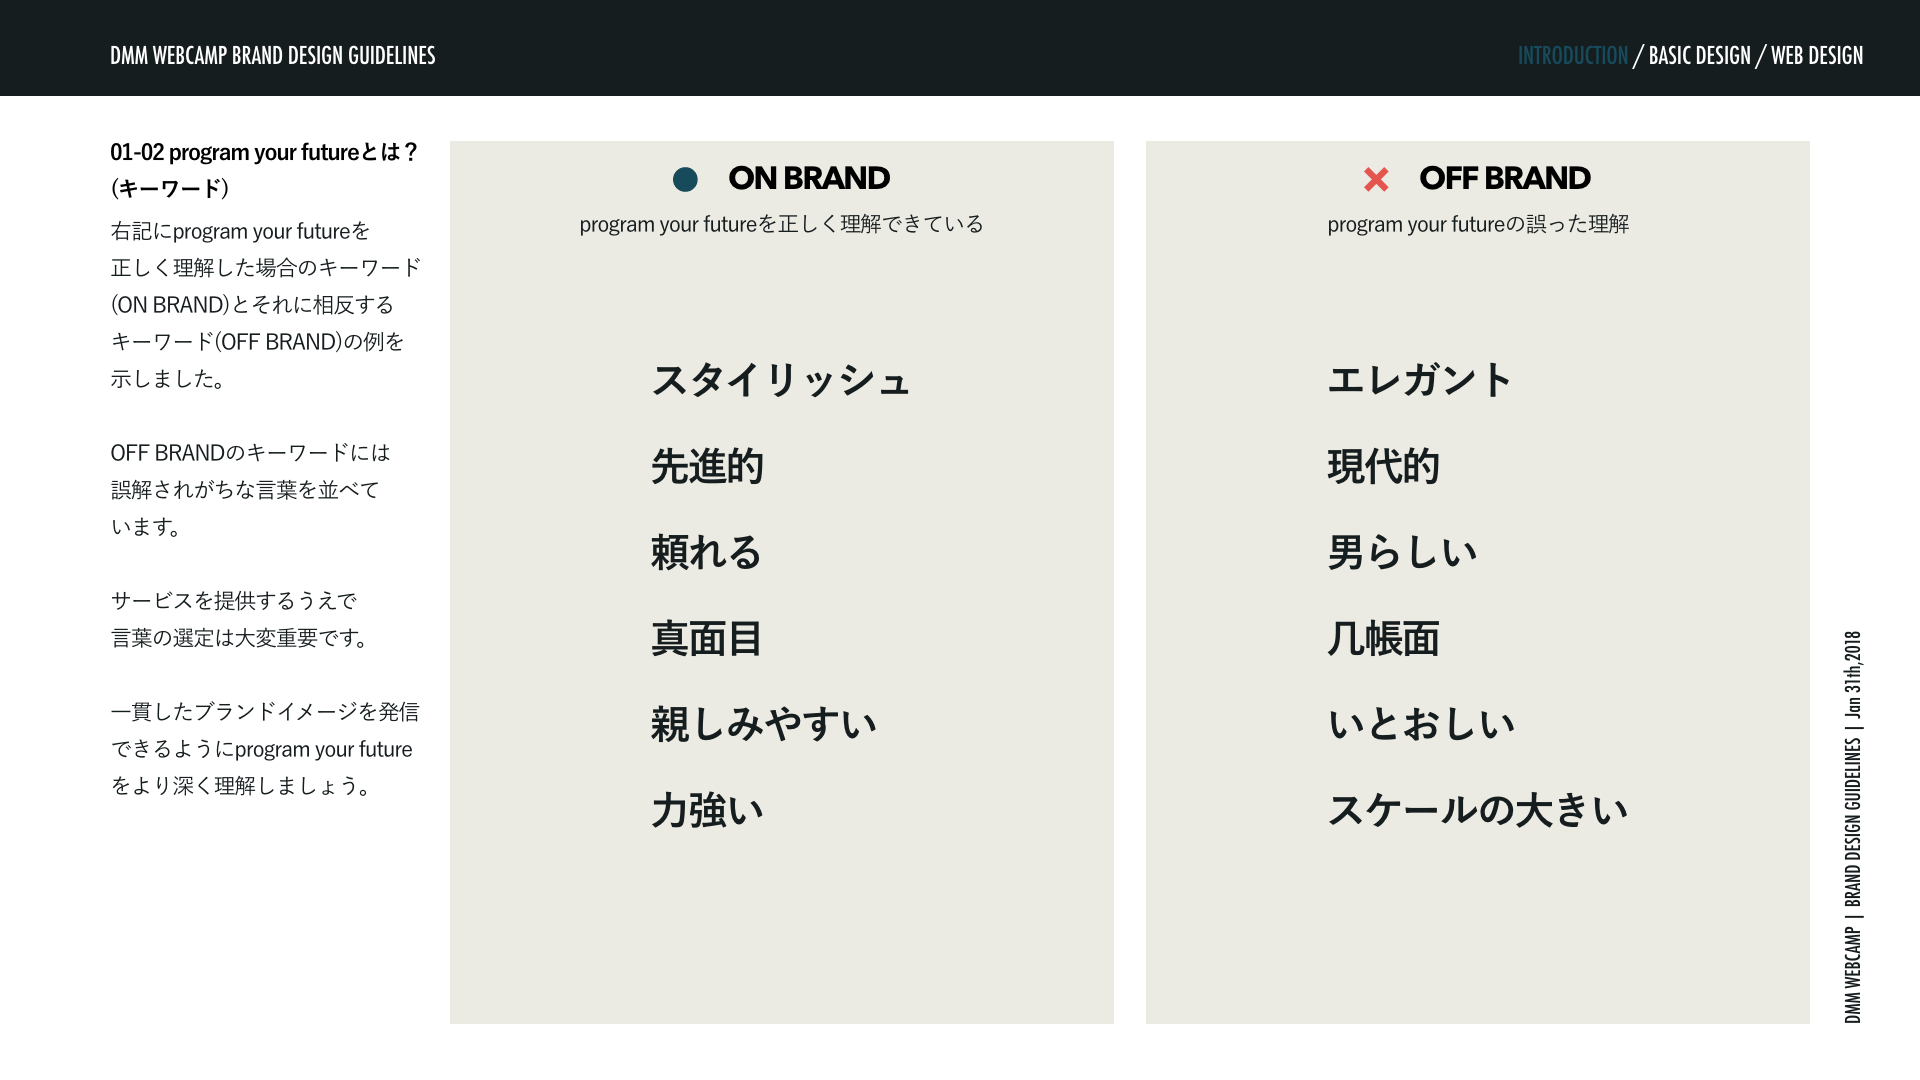 DMM WEBCAMP BRAND DESIGN GUIDELINES
INTRODUCTION / BASIC DESIGN / WEB DESIGN
01-02 program your futureとは？
(キーワード)
右記にprogram your futureを
正しく理解した場合のキーワード
(ON BRAND)とそれに相反する
キーワード(OFF BRAND)の例を
示しました。
OFF BRANDのキーワードには
誤解されがちな言葉を並べて
います。
サービスを提供するうえで
言葉の選定は大変重要です。
一貫したブランドイメージを発信
できるようにprogram your future
をより深く理解しましょう。
ON BRAND
program your futureを正しく理解できている
スタイリッシュ
先進的
頼れる
真面目
親しみやすい
力強い
OFF BRAND
program your futureの誤った理解
エレガント
現代的
男らしい
几帳面
いとおしい
スケールの大きい
DMM WEBCAMP | BRAND DESIGN GUIDELINES | Jan 31th,2018